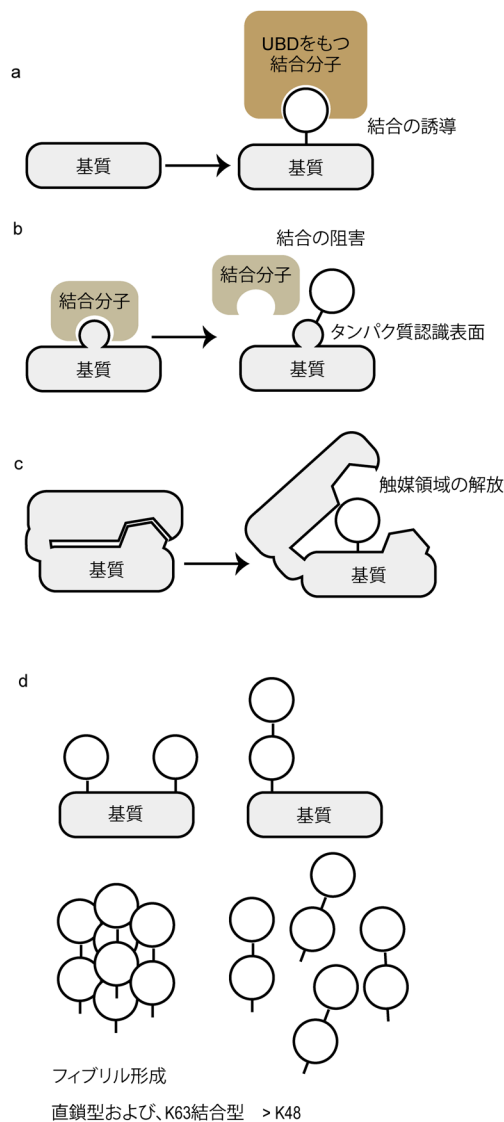 a
UBDをもつ
結合分子
結合の誘導
基質
基質
b
結合の阻害
結合分子
結合分子
タンパク質認識表面
基質
基質
c
触媒領域の解放
基質
基質
d
基質
基質
フィブリル形成
直鎖型および、K63結合型 > K48